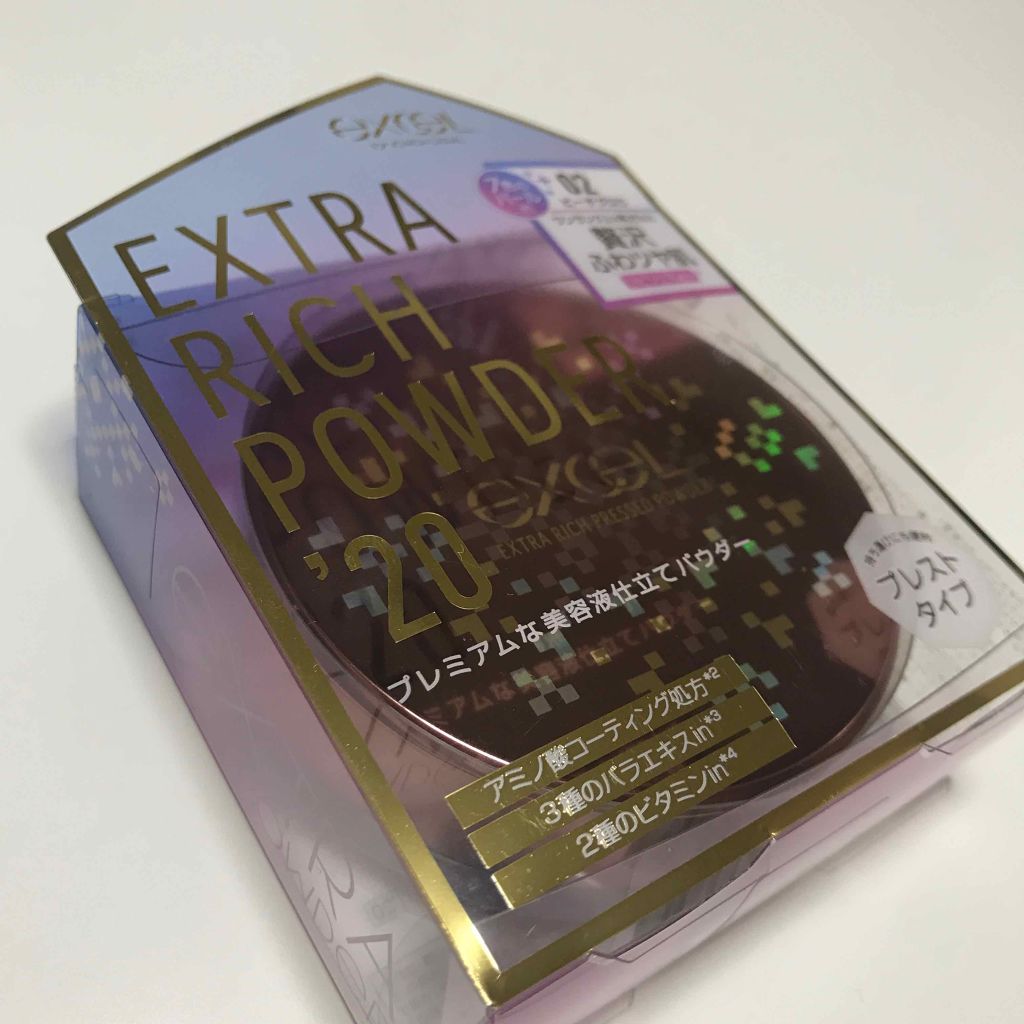 excel
EXTRA
RICH
POWDER
'20
02
贅沢
ふわツヤ肌
excel
EXTRA RICH PRESSED POWDER
プレミアムな美容液仕立てパウダー
プレスト
タイプ
アミノ酸コーティング処方*2
3種のバラエキスin*3
2種のビタミンin*4